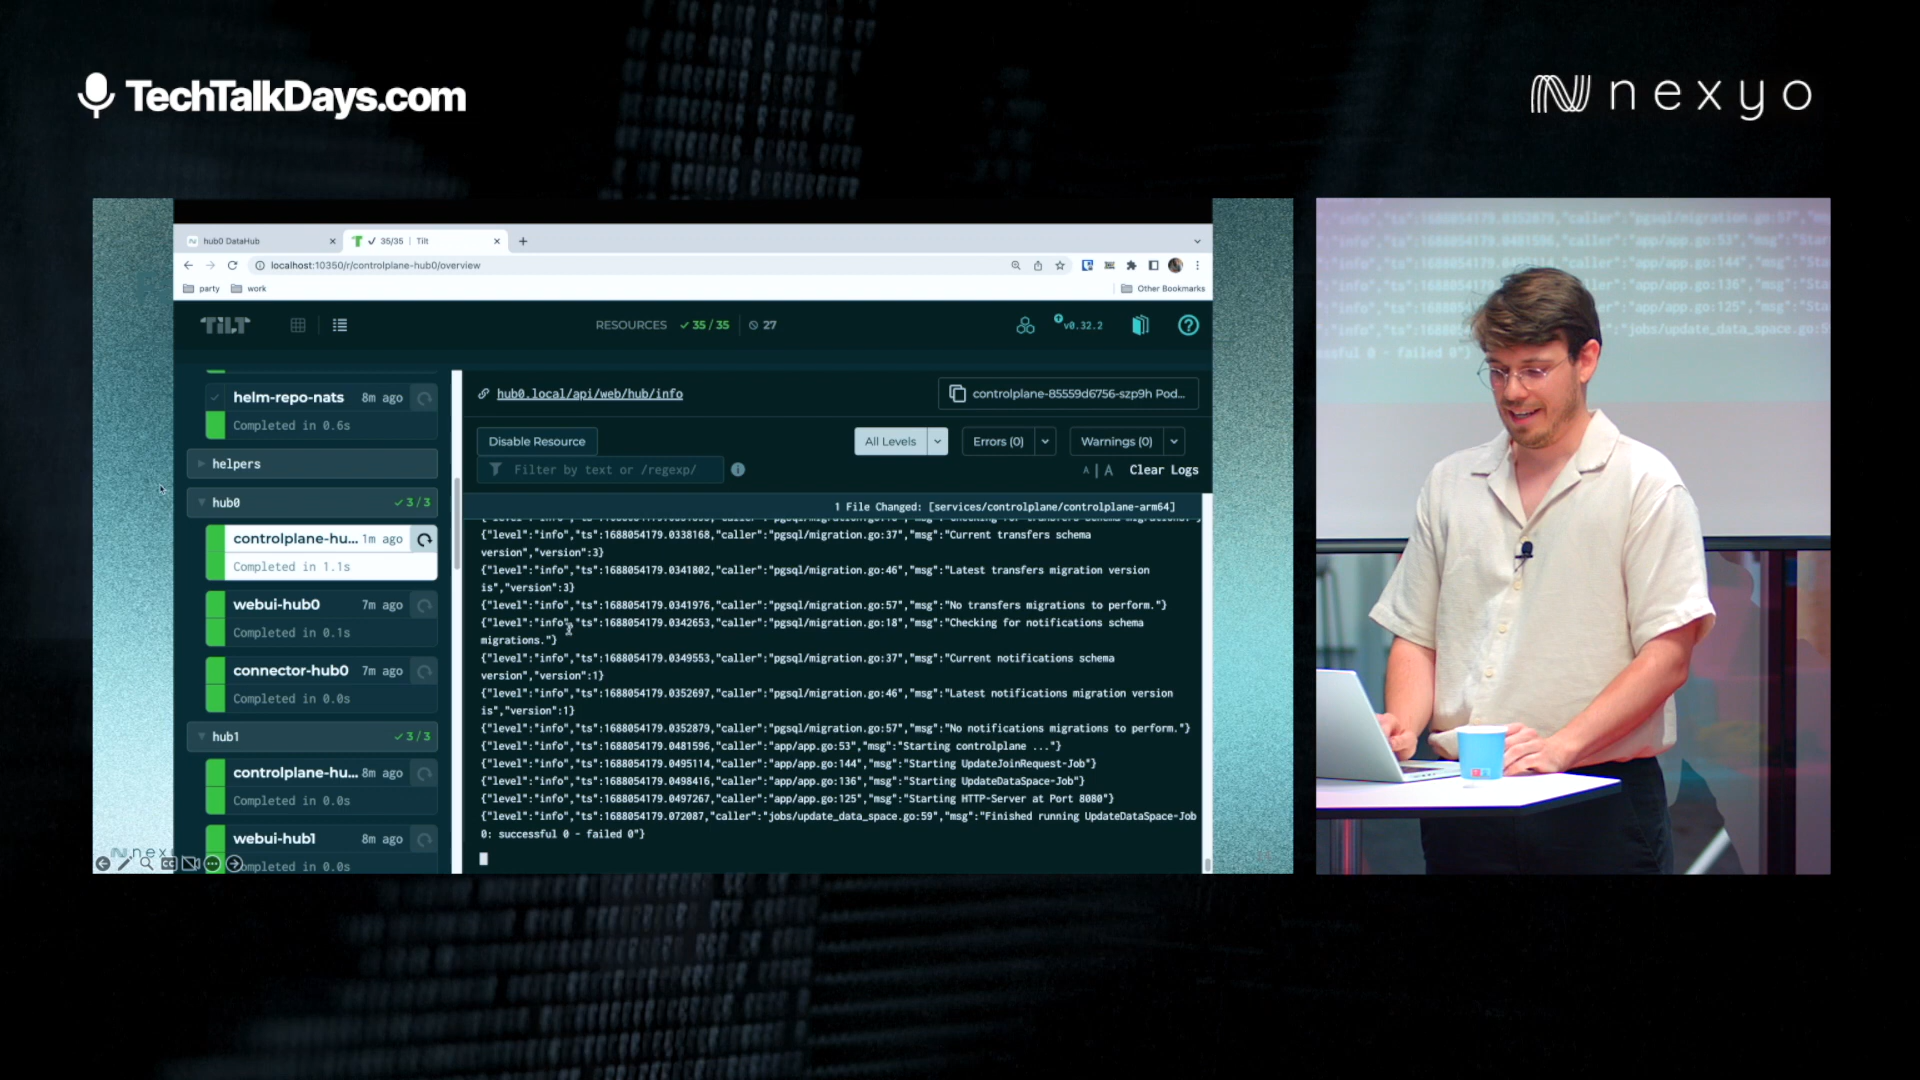 TechTalkDays.com
nexyo
hub0 DataHub
35/35 | Tilt
localhost:10350/r/controlplane-hub0/overview
party
work
Other Bookmarks
TILT
RESOURCES 35 / 35 27
v0.32.2
helm-repo-nats 8m ago
Completed in 0.6s
helpers
hub0 3 / 3
controlplane-hu... 1m ago
Completed in 1.1s
webui-hub0 7m ago
Completed in 0.1s
connector-hub0 7m ago
Completed in 0.0s
hub1 3 / 3
controlplane-hu... 8m ago
Completed in 0.0s
webui-hub1 8m ago
ompleted in 0.0s
hub0.local/api/web/hub/info
controlplane-85559d6756-szp9h Pod...
Disable Resource
All Levels
Errors (0)
Warnings (0)
Filter by text or /regexp/
A | A Clear Logs
1 File Changed: [services/controlplane/controlplane-arm64]
{"level":"info","ts":1688054179.0338168,"caller":"pgsql/migration.go:37","msg":"Current transfers schema
version","version":3}
{"level":"info","ts":1688054179.0341802,"caller":"pgsql/migration.go:46","msg":"Latest transfers migration version
is","version":3}
{"level":"info","ts":1688054179.0341976,"caller":"pgsql/migration.go:57","msg":"No transfers migrations to perform."}
{"level":"info","ts":1688054179.0342653,"caller":"pgsql/migration.go:18","msg":"Checking for notifications schema
migrations."}
{"level":"info","ts":1688054179.0349553,"caller":"pgsql/migration.go:37","msg":"Current notifications schema
version","version":1}
{"level":"info","ts":1688054179.0352697,"caller":"pgsql/migration.go:46","msg":"Latest notifications migration version
is","version":1}
{"level":"info","ts":1688054179.0352879,"caller":"pgsql/migration.go:57","msg":"No notifications migrations to perform."}
{"level":"info","ts":1688054179.0481596,"caller":"app/app.go:53","msg":"Starting controlplane ..."}
{"level":"info","ts":1688054179.0495114,"caller":"app/app.go:144","msg":"Starting UpdateJoinRequest-Job"}
{"level":"info","ts":1688054179.0498416,"caller":"app/app.go:136","msg":"Starting UpdateDataSpace-Job"}
{"level":"info","ts":1688054179.0497267,"caller":"app/app.go:125","msg":"Starting HTTP-Server at Port 8080"}
{"level":"info","ts":1688054179.072087,"caller":"jobs/update_data_space.go:59","msg":"Finished running UpdateDataSpace-Job
0: successful 0 - failed 0"}